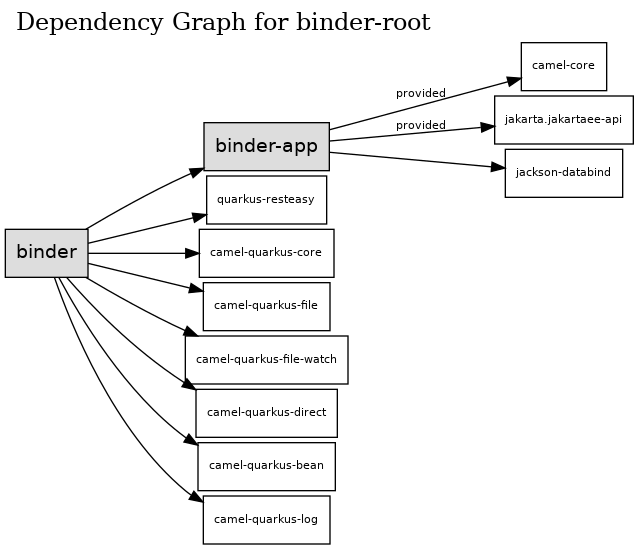 Dependency Graph for binder-root
camel-core
provided
jakarta.jakartaee-api
provided
binder-app
jackson-databind
quarkus-resteasy
binder
camel-quarkus-core
camel-quarkus-file
camel-quarkus-file-watch
camel-quarkus-direct
camel-quarkus-bean
camel-quarkus-log